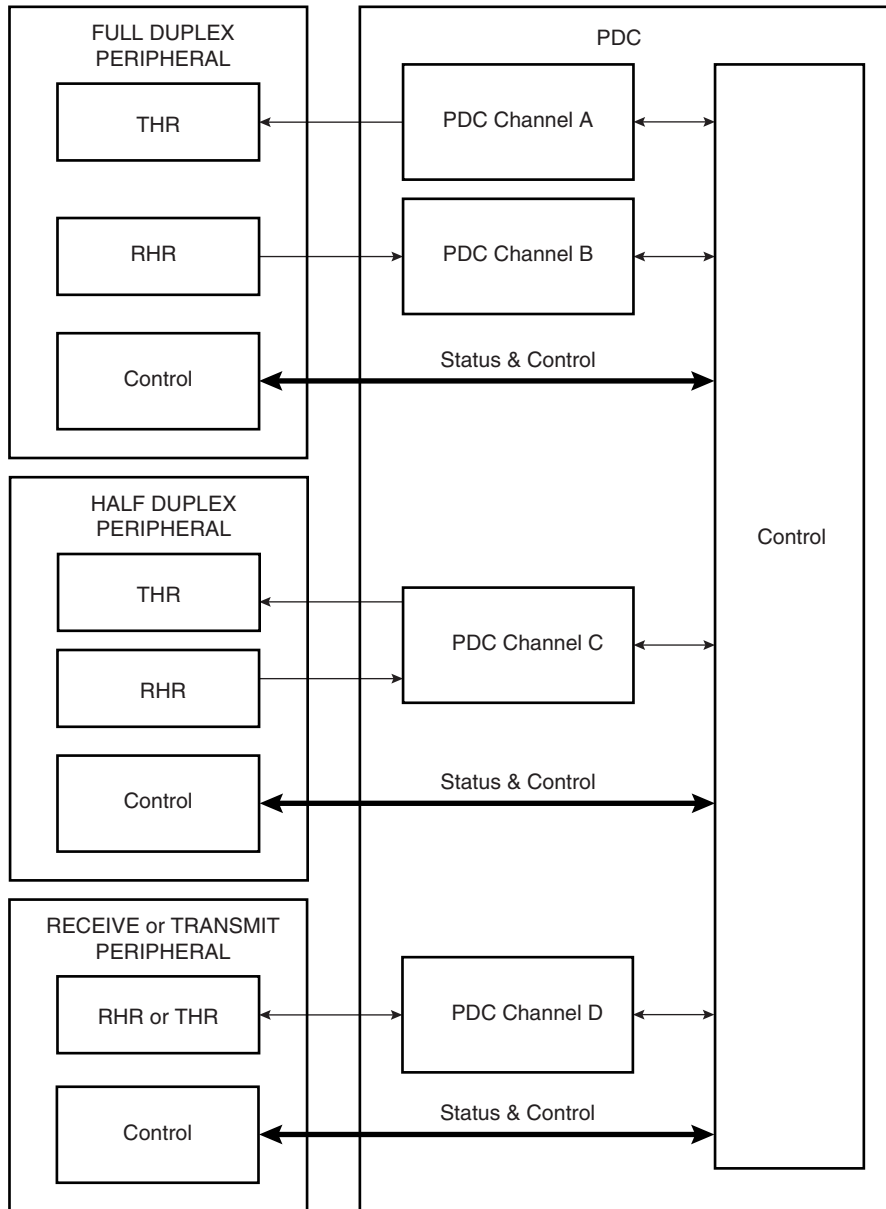 FULL DUPLEX
PERIPHERAL
THR
RHR
Control
PDC
PDC Channel A
PDC Channel B
Status & Control
HALF DUPLEX
PERIPHERAL
THR
RHR
Control
PDC Channel C
Status & Control
Control
RECEIVE or TRANSMIT
PERIPHERAL
RHR or THR
Control
PDC Channel D
Status & Control